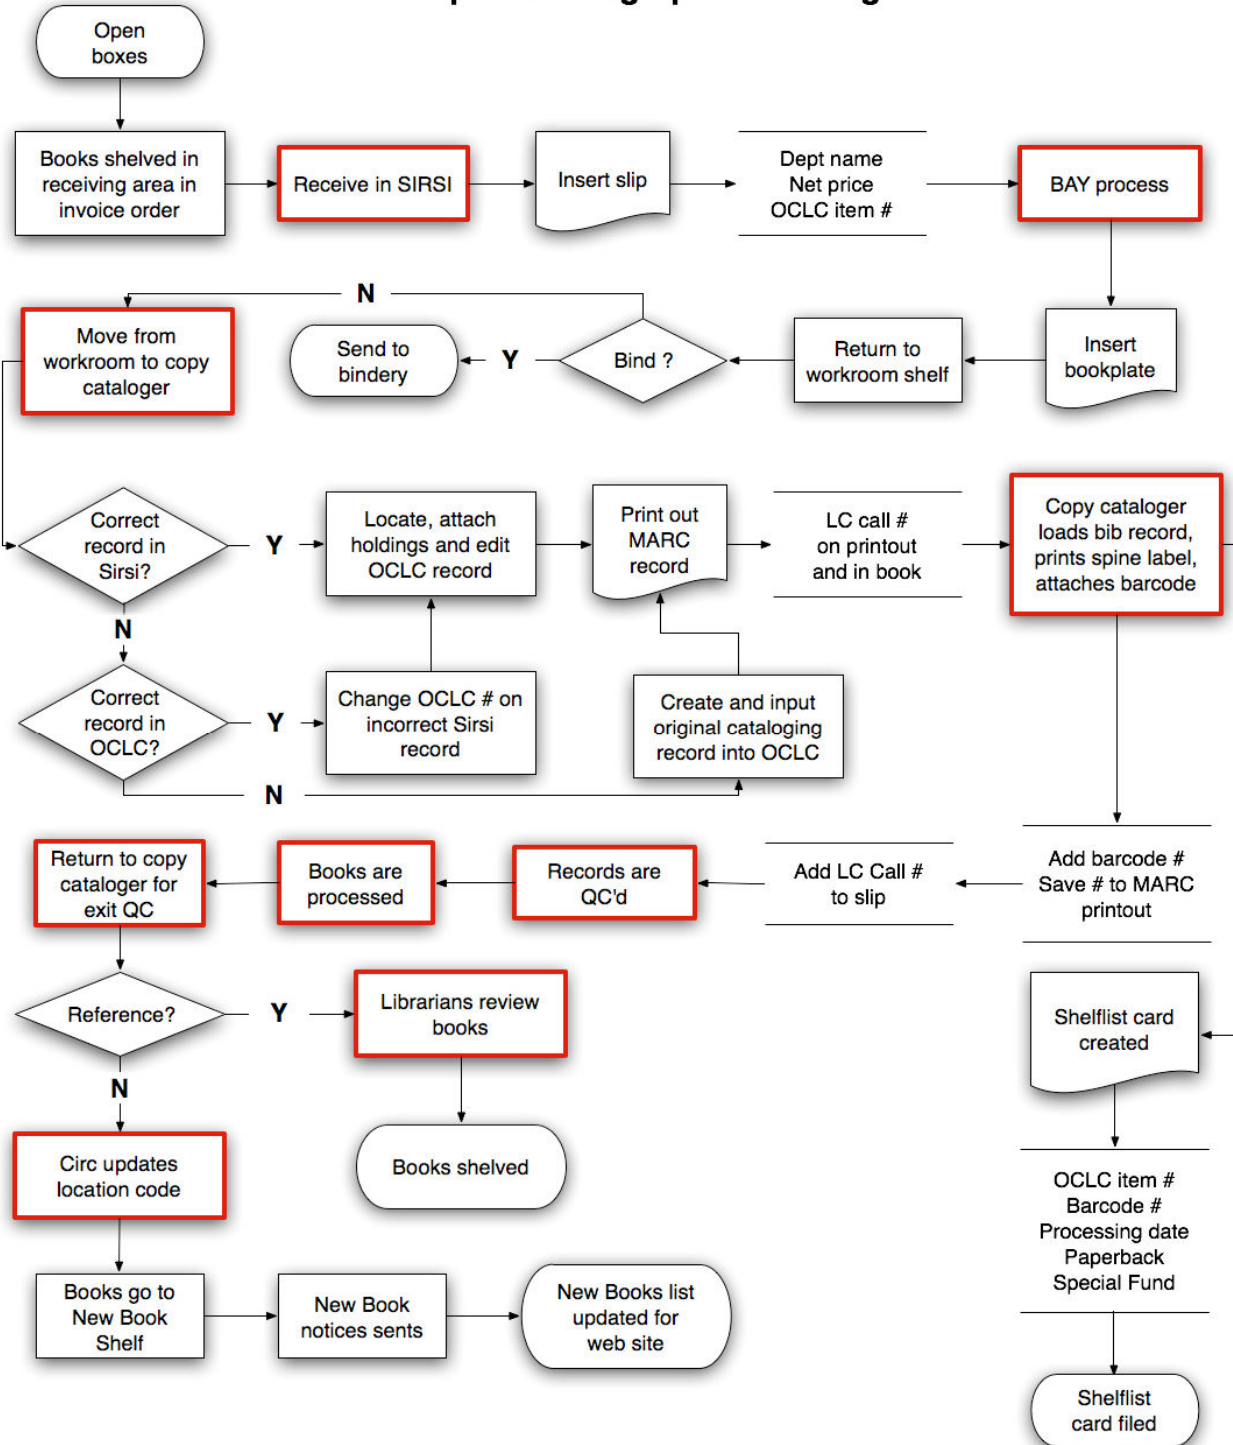 Open
boxes
Books shelved in
receiving area in
invoice order
Receive in SIRSI
Insert slip
Dept name
Net price
OCLC item #
BAY process
N
Move from
workroom to copy
cataloger
Send to
bindery
Y
Bind ?
Return to
workroom shelf
Insert
bookplate
Correct
record in
Sirsi?
Y
Locate, attach
holdings and edit
OCLC record
Print out
MARC
record
LC call #
on printout
and in book
Copy cataloger
loads bib record,
prints spine label,
attaches barcode
N
Correct
record in
OCLC?
Y
Change OCLC # on
incorrect Sirsi
record
Create and input
original cataloging
record into OCLC
N
Return to copy
cataloger for
exit QC
Books are
processed
Records are
QC'd
Add LC Call #
to slip
Add barcode #
Save # to MARC
printout
Reference?
Y
Librarians review
books
Shelflist card
created
N
Circ updates
location code
Books shelved
OCLC item #
Barcode #
Processing date
Paperback
Special Fund
Books go to
New Book
Shelf
New Book
notices sents
New Books list
updated for
web site
Shelflist
card filed